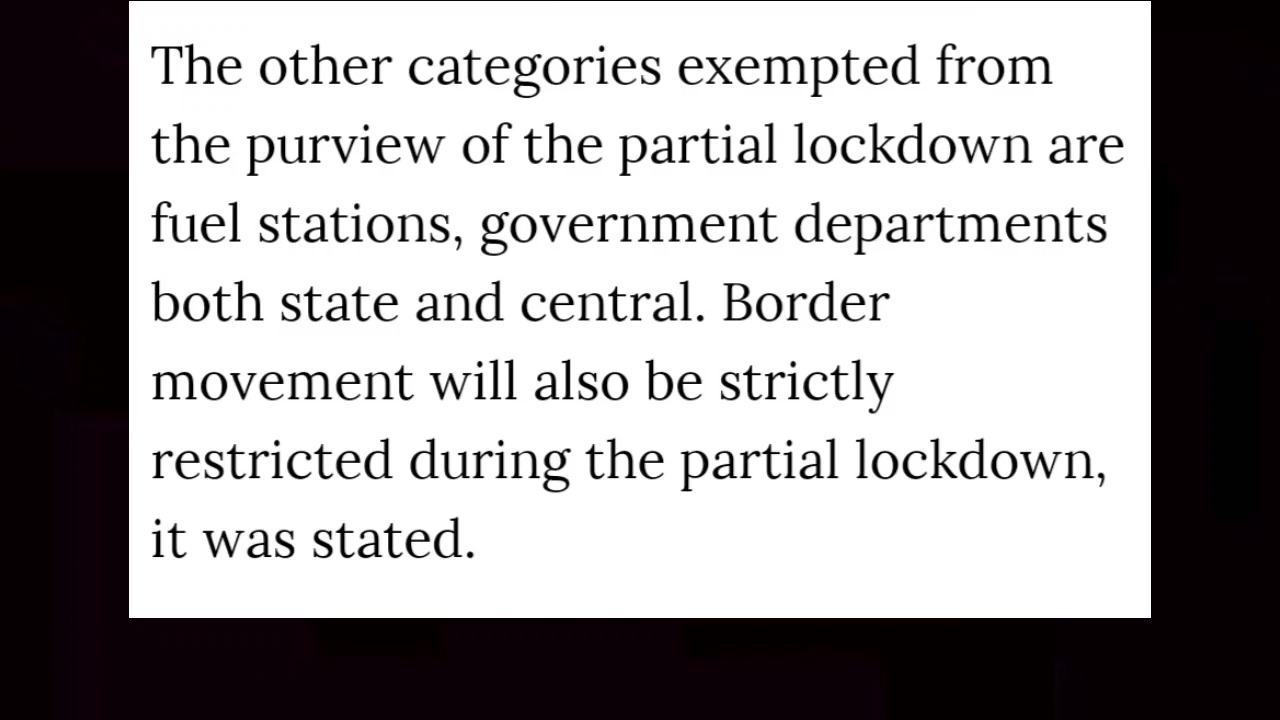 The other categories exempted from
the purview of the partial lockdown are
fuel stations, government departments
both state and central. Border
movement will also be strictly
restricted during the partial lockdown,
it was stated.